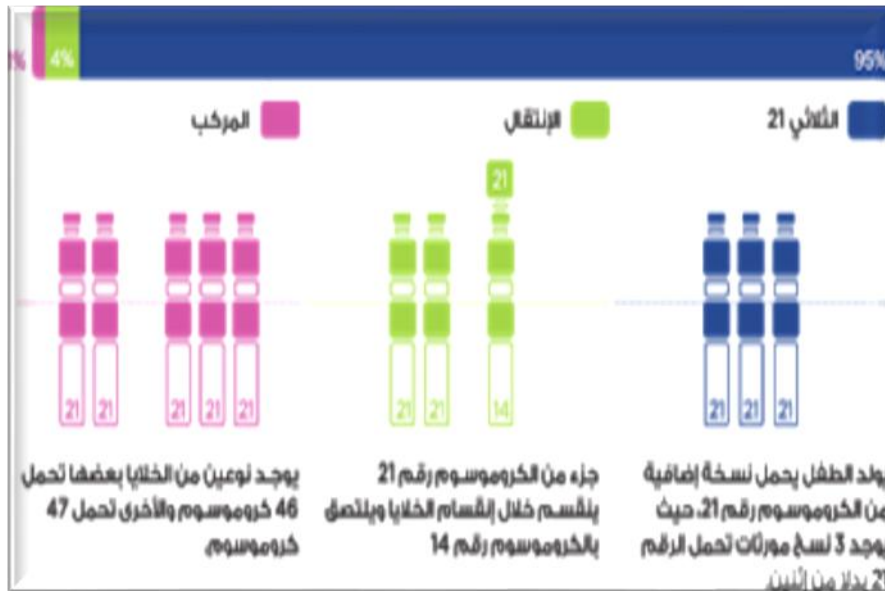 95%
4%
الثلاثي 21
الإنتقال
المركب
21
21 21 21
21 21 14
21 21 21 21 21
يولد الطفل يحمل نسخة إضافية
من الكروموسوم رقم 21، حيث
يوجد 3 نسخ مورثات تحمل الرقم
21 بدلا من إثنين.
جزء من الكروموسوم رقم 21
ينقسم خلال إنقسام الخلايا ويلتصق
بالكروموسوم رقم 14
يوجد نوعين من الخلايا بعضها تحمل
46 كروموسوم والأخرى تحمل 47
كروموسوم.